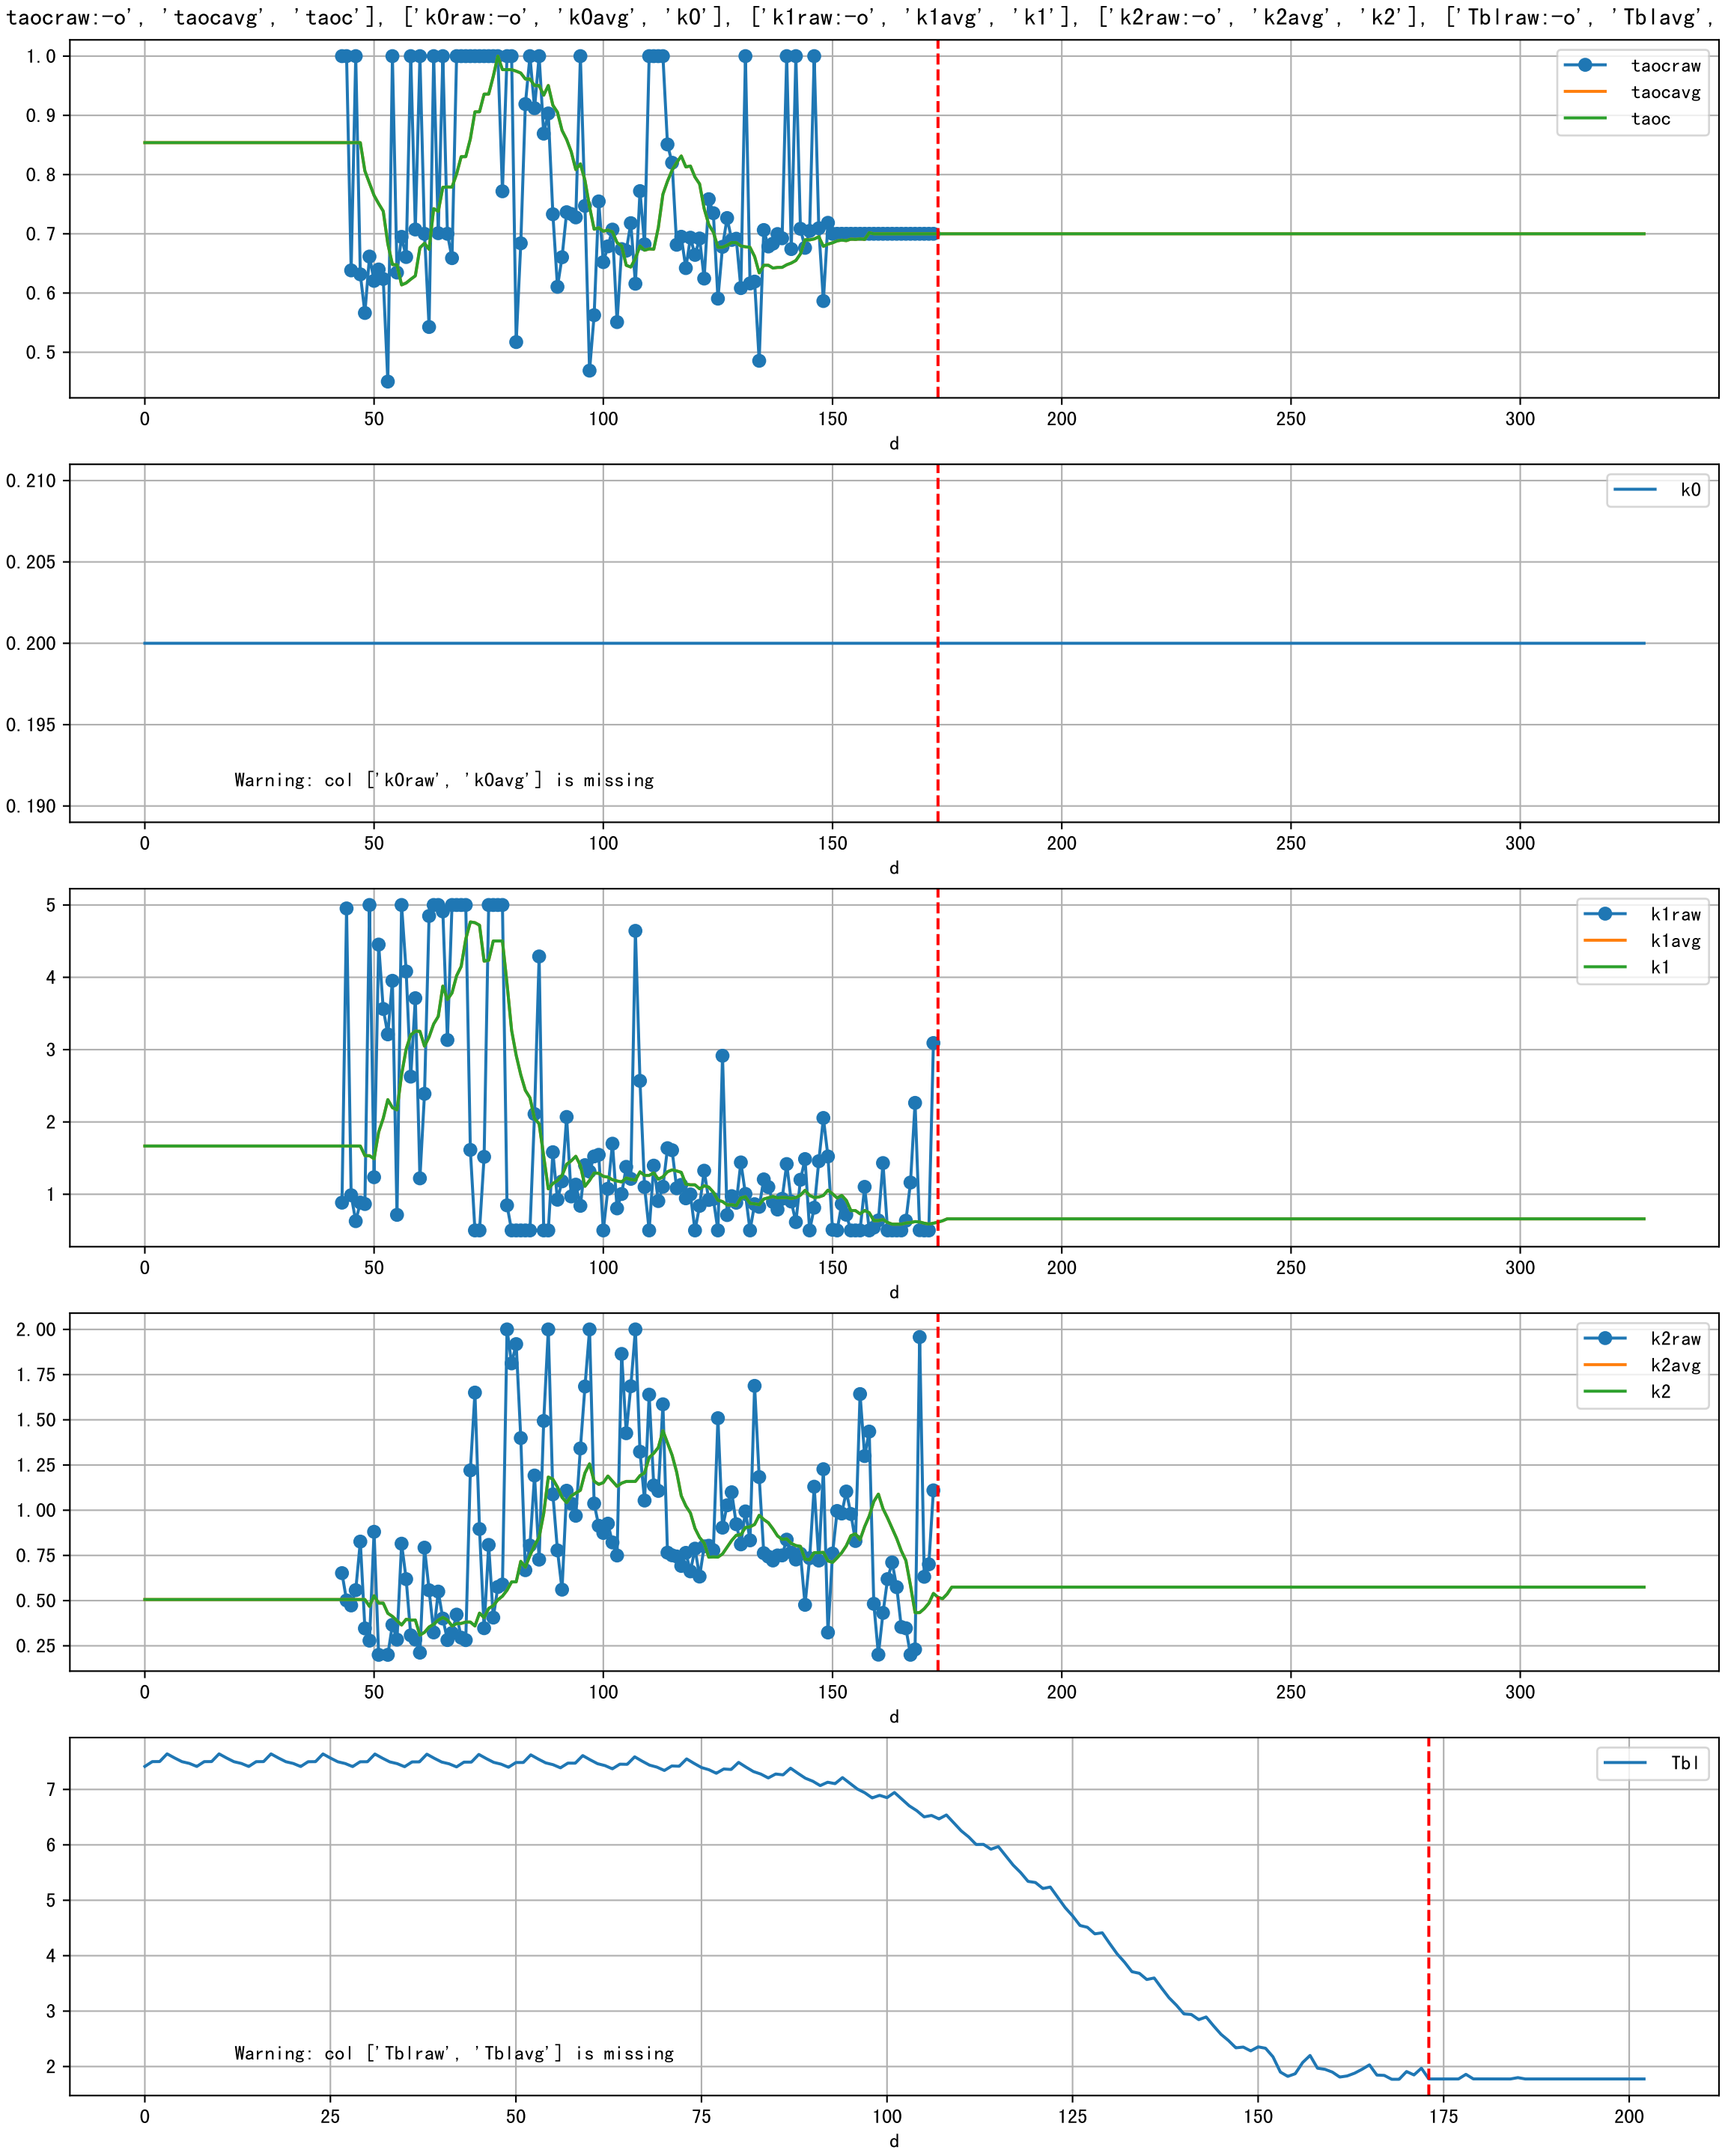 taocraw:-o', 'taocavg', 'taoc'], ['k0raw:-o', 'k0avg', 'k0'], ['k1raw:-o', 'k1avg', 'k1'], ['k2raw:-o', 'k2avg', 'k2'], ['Tblraw:-o', 'Tblavg',
1.0
0.9
0.8
0.7
0.6
0.5
taocraw
taocavg
taoc
0 50 100 150 200 250 300
d
0.210
0.205
0.200
0.195
0.190
k0
Warning: col ['k0raw', 'k0avg'] is missing
0 50 100 150 200 250 300
d
5
4
3
2
1
k1raw
k1avg
k1
0 50 100 150 200 250 300
d
2.00
1.75
1.50
1.25
1.00
0.75
0.50
0.25
k2raw
k2avg
k2
0 50 100 150 200 250 300
d
7
6
5
4
3
2
Tbl
Warning: col ['Tblraw', 'Tblavg'] is missing
0 25 50 75 100 125 150 175 200
d